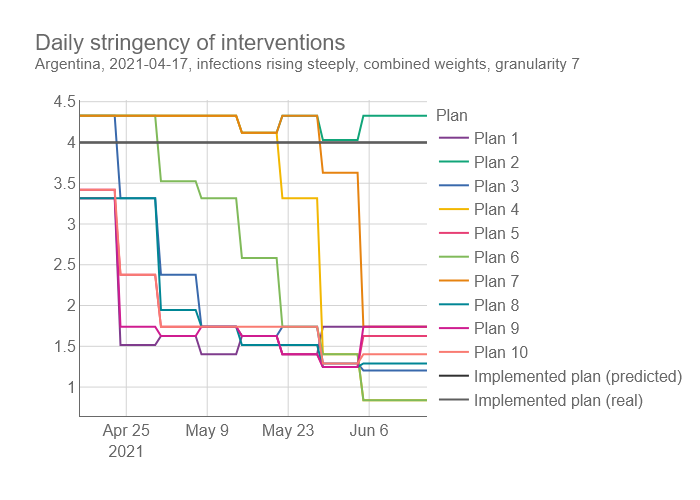 Daily stringency of interventions
Argentina, 2021-04-17, infections rising steeply, combined weights, granularity 7
4.5
4
3.5
3
2.5
2
1.5
1
Apr 25
2021
May 9
May 23
Jun 6
Plan
Plan 1
Plan 2
Plan 3
Plan 4
Plan 5
Plan 6
Plan 7
Plan 8
Plan 9
Plan 10
Implemented plan (predicted)
Implemented plan (real)